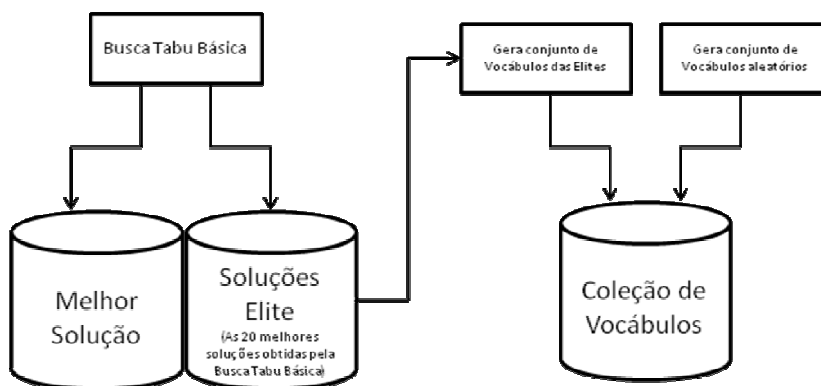 Busca Tabu Básica
Gera conjunto de
Vocábulos das Elites
Gera conjunto de
Vocábulos aleatórios
Melhor
Solução
Soluções
Elite
(As 20 melhores
soluções obtidas pela
Busca Tabu Básica)
Coleção de
Vocábulos